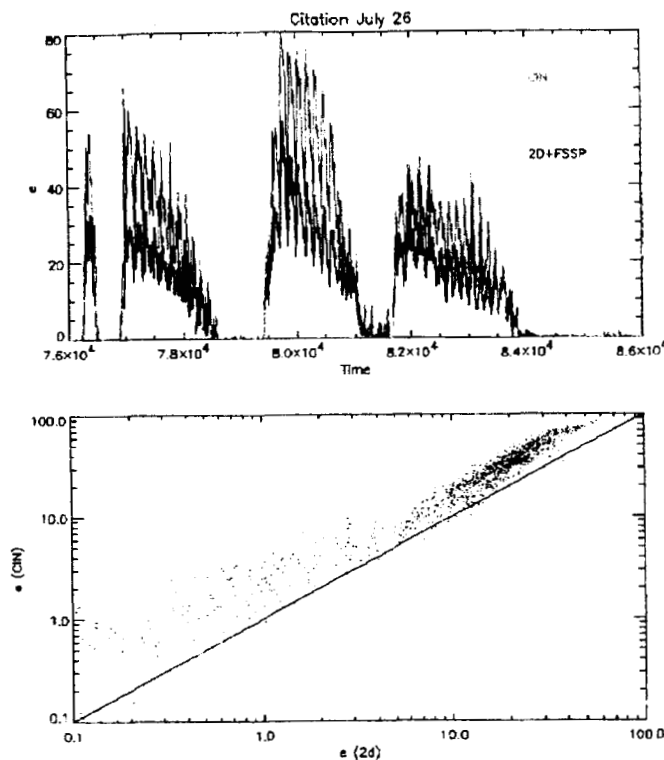 Citation July 26
80
60
40
20
0
e
CIN
2D+FSSP
7.6×10⁴ 7.8×10⁴ 8.0×10⁴ 8.2×10⁴ 8.4×10⁴ 8.6×10⁴
Time
100.0
10.0
1.0
0.1
e (CIN)
0.1 1.0 10.0 100.0
e (2d)